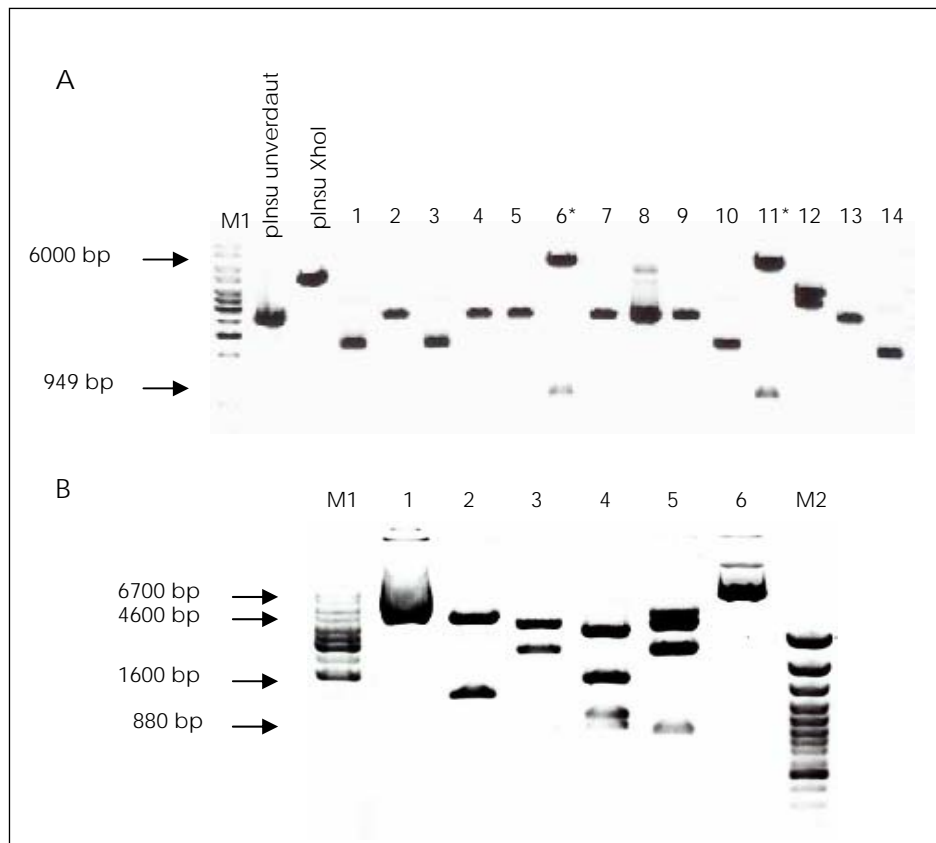 A
pInsu unverdaut
pInsu XhoI
M1 1 2 3 4 5 6* 7 8 9 10 11* 12 13 14
6000 bp
949 bp
B
M1 1 2 3 4 5 6 M2
6700 bp
4600 bp
1600 bp
880 bp